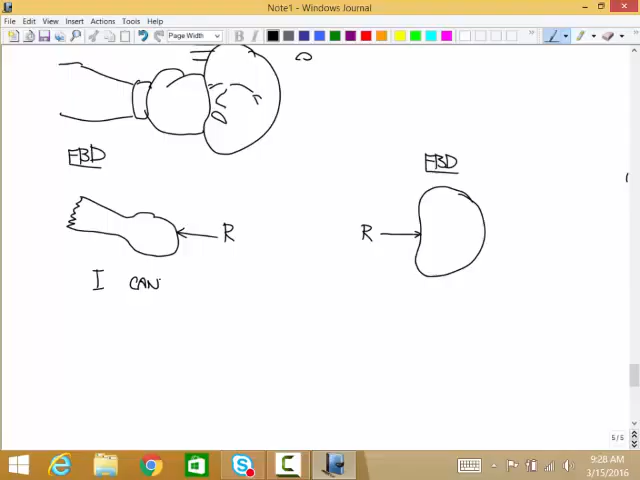 Note1 - Windows Journal
File Edit View Insert Actions Tools Help
Page Width B I
FBD
FBD
R
R
I CAN
5/5
9:28 AM
3/15/2016